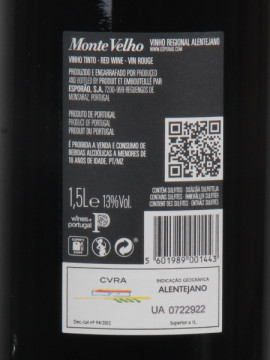 Monte Velho
VINHO REGIONAL ALENTEJANO
WWW.ESPORAO.COM
VINHO TINTO - RED WINE - VIN ROUGE
PRODUZIDO E ENGARRAFADO POR PRODUCED
AND BOTTLED BY PRODUIT ET EMBOUTEILLÉ PAR
ESPORÃO, S.A. 7200-999 REGUENGOS DE
MONSARAZ, PORTUGAL
PRODUTO DE PORTUGAL
PRODUCT OF PORTUGAL
PRODUIT DU PORTUGAL
É PROIBIDA A VENDA E CONSUMO DE
BEBIDAS ALCOÓLICAS A MENORES DE
18 ANOS DE IDADE. PT/MZ
1,5L e 13%Vol.
wines of
portugal
CONTÉM SULFITOS
CONTAINS SULFITES
CONTIENT DES SULFITES
5 601989 001443
CVRA
INDICAÇÃO GEOGRÁFICA
ALENTEJANO
UA 0722922
Superior a 1L